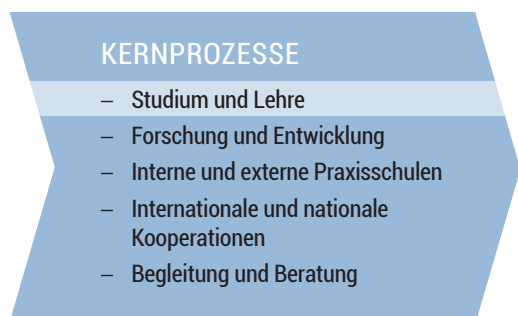 KERNPROZESSE
– Studium und Lehre
– Forschung und Entwicklung
– Interne und externe Praxisschulen
– Internationale und nationale
Kooperationen
– Begleitung und Beratung